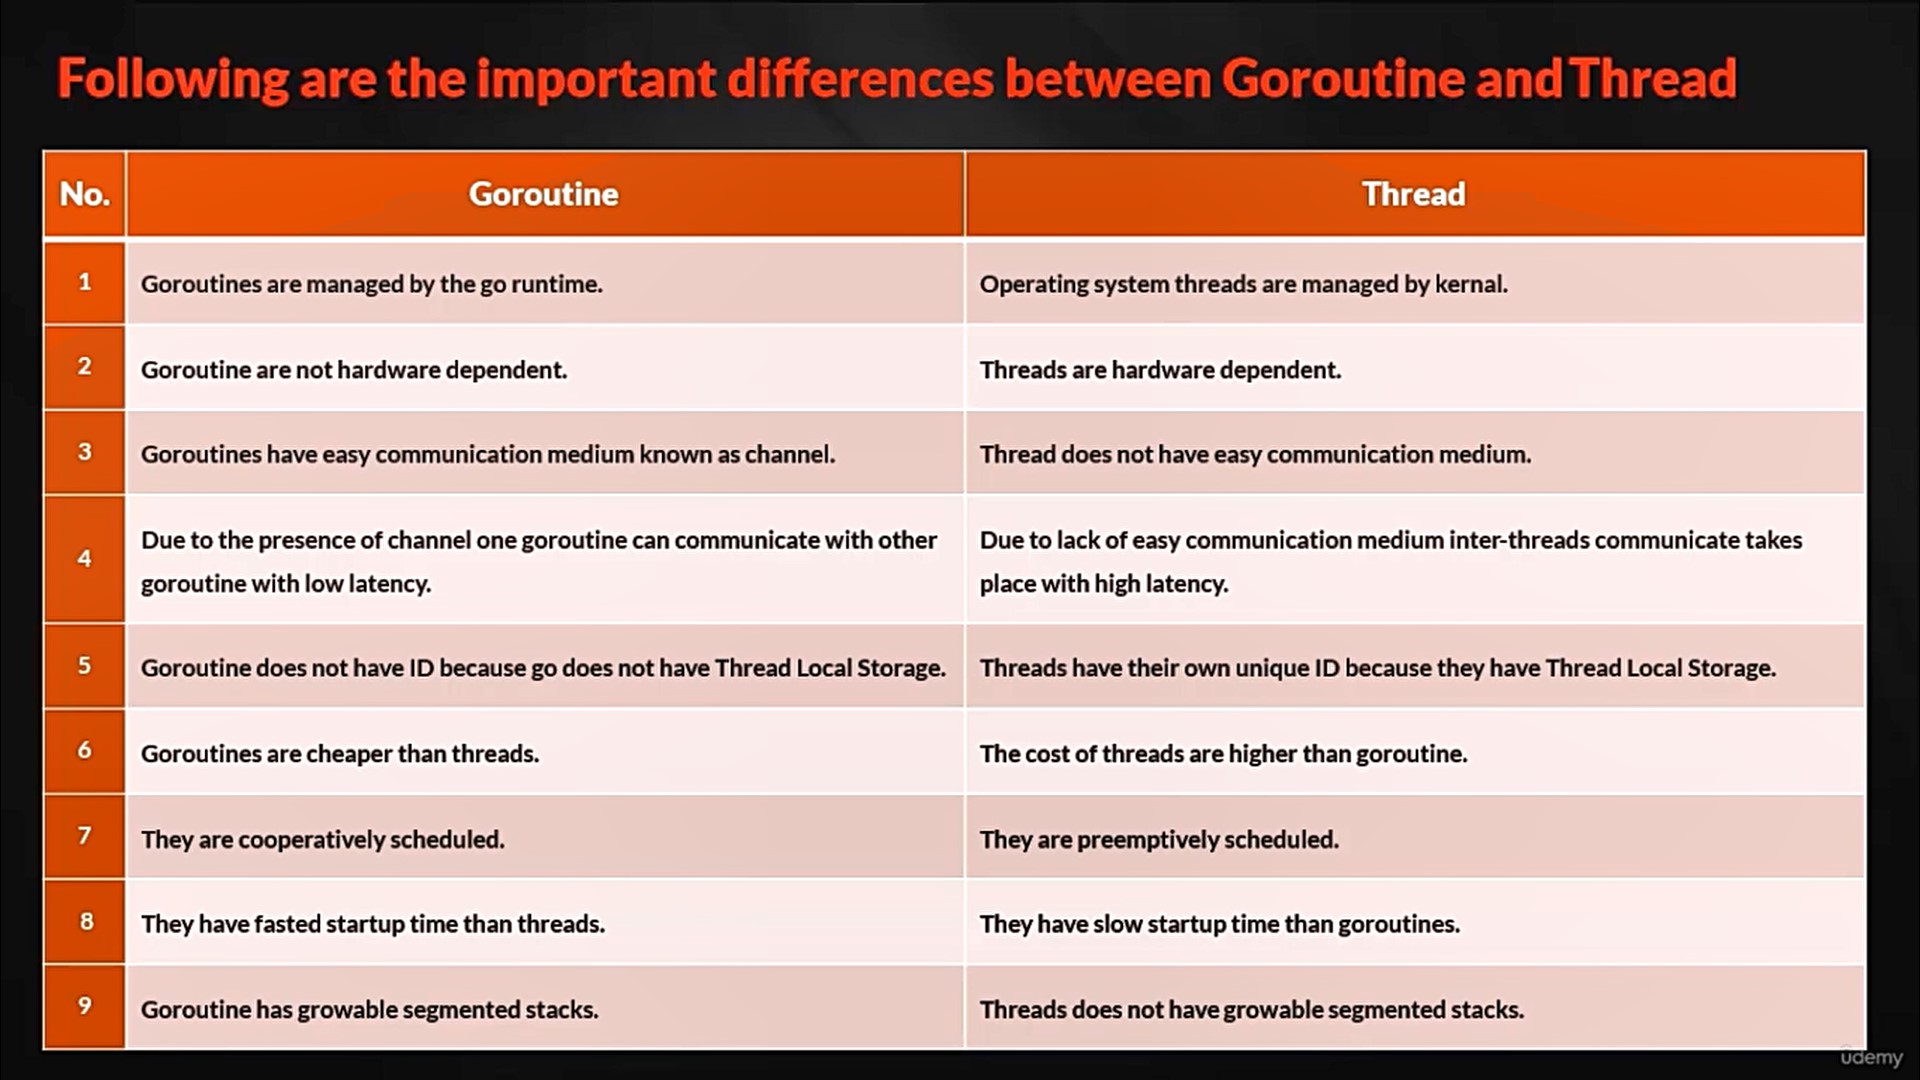 Following are the important differences between Goroutine and Thread
No. Goroutine Thread
1 Goroutines are managed by the go runtime. Operating system threads are managed by kernal.
2 Goroutine are not hardware dependent. Threads are hardware dependent.
3 Goroutines have easy communication medium known as channel. Thread does not have easy communication medium.
4 Due to the presence of channel one goroutine can communicate with other Due to lack of easy communication medium inter-threads communicate takes
goroutine with low latency. place with high latency.
5 Goroutine does not have ID because go does not have Thread Local Storage. Threads have their own unique ID because they have Thread Local Storage.
6 Goroutines are cheaper than threads. The cost of threads are higher than goroutine.
7 They are cooperatively scheduled. They are preemptively scheduled.
8 They have fasted startup time than threads. They have slow startup time than goroutines.
9 Goroutine has growable segmented stacks. Threads does not have growable segmented stacks.
udemy